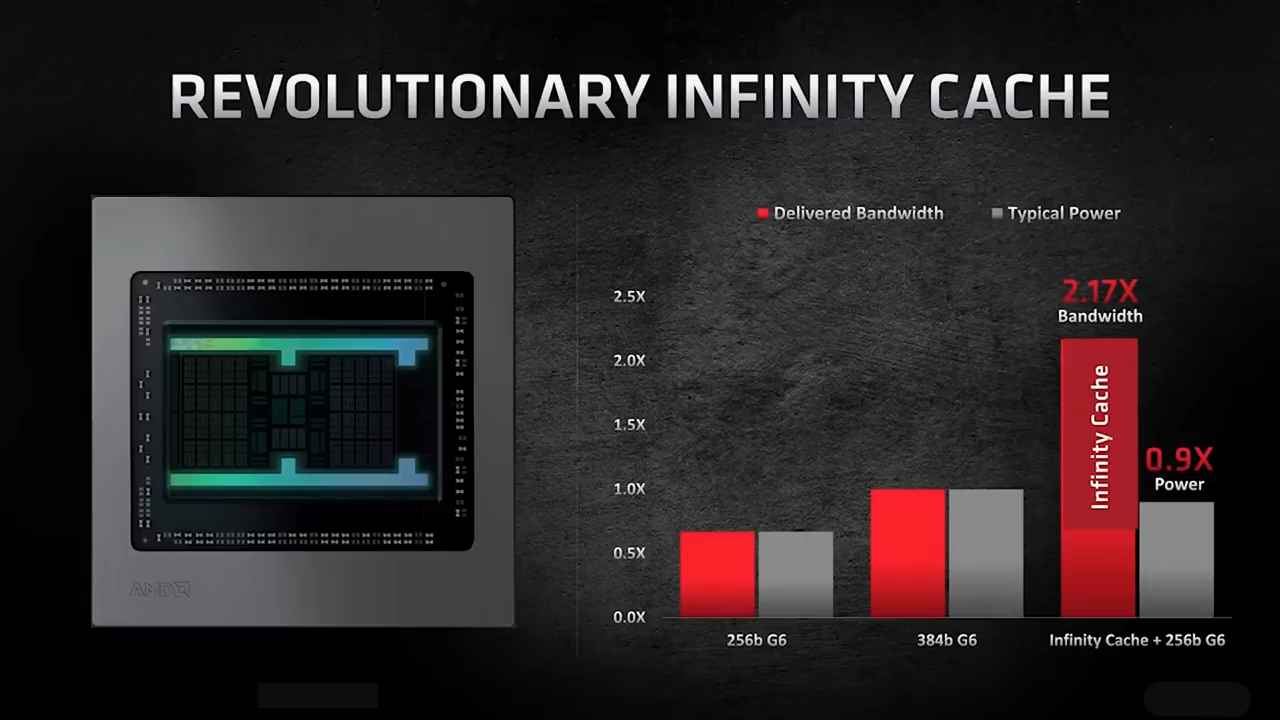 REVOLUTIONARY INFINITY CACHE
Delivered Bandwidth
Typical Power
2.5X
2.0X
1.5X
1.0X
0.5X
0.0X
2.17X
Bandwidth
Infinity Cache
0.9X
Power
256b G6
384b G6
Infinity Cache + 256b G6
AMD